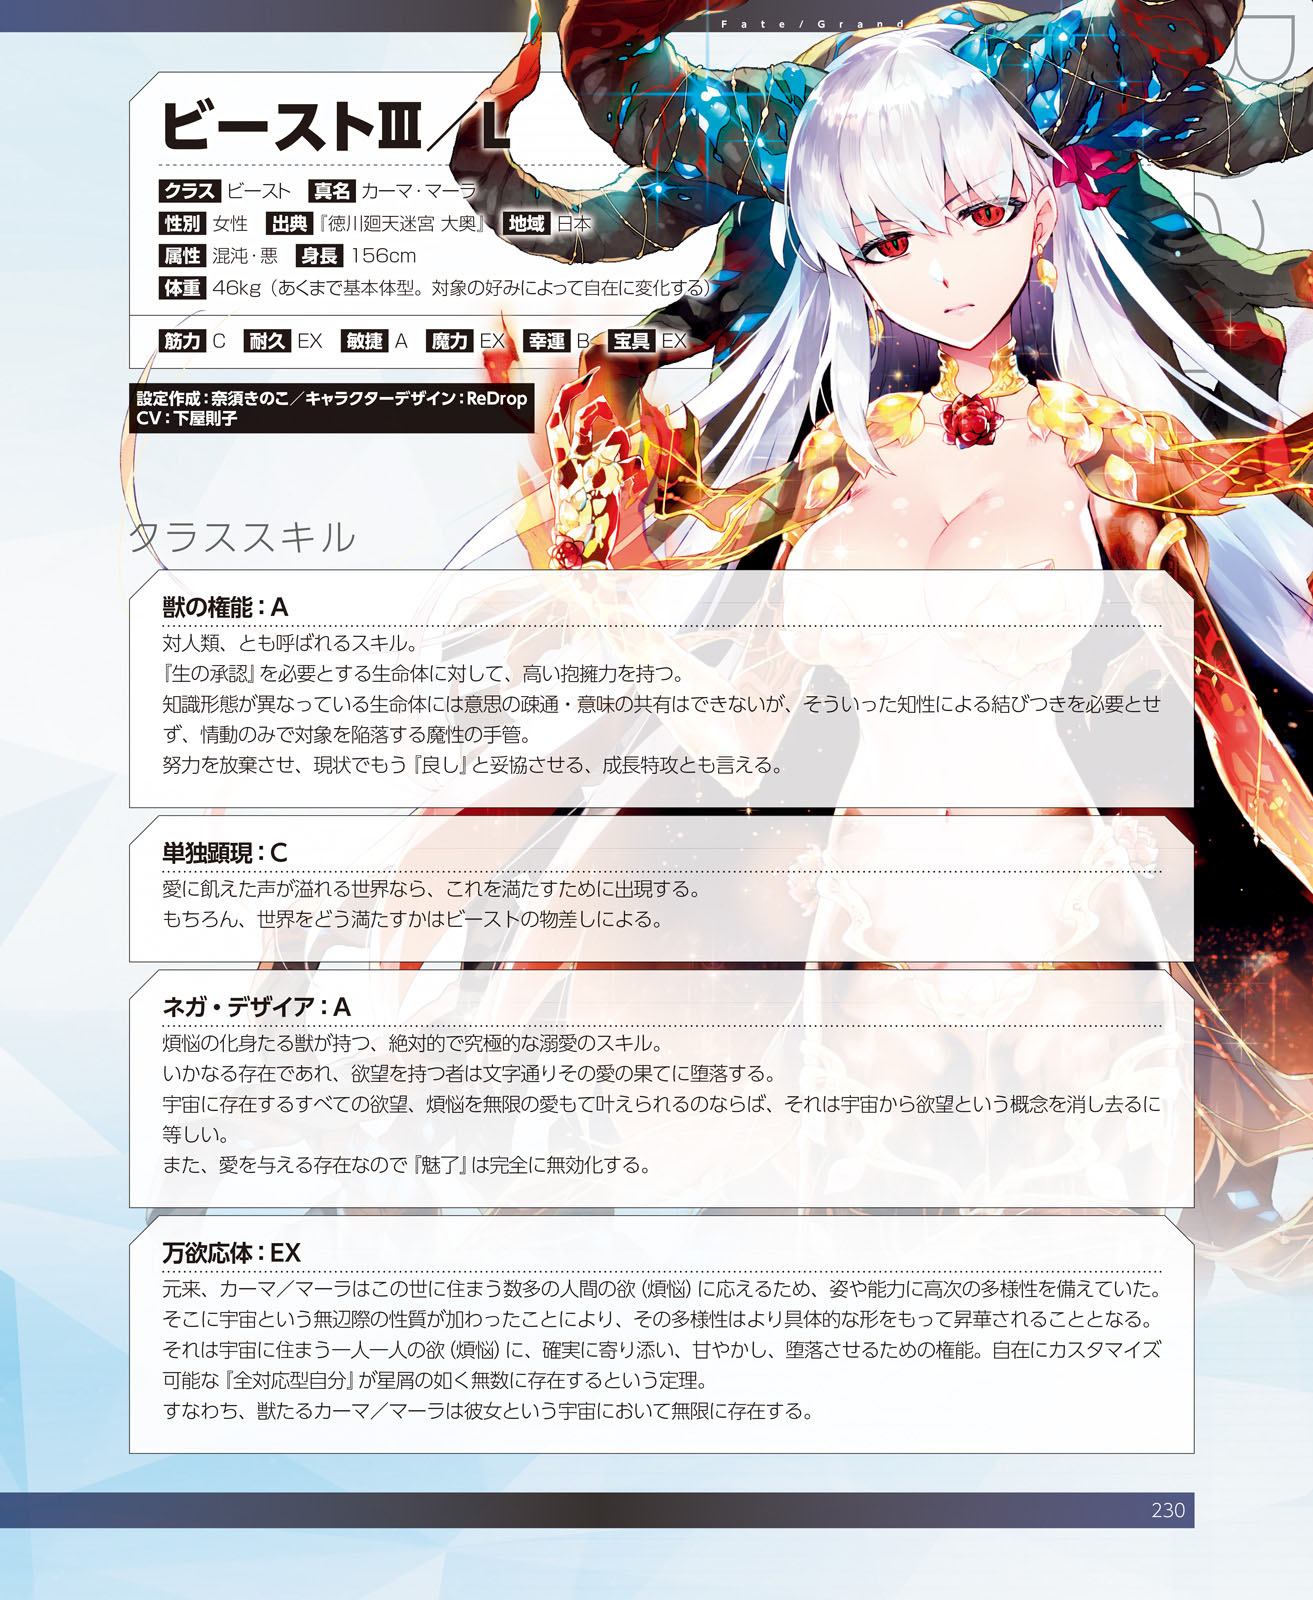 Fate/Grand
ビーストⅢ／L
クラス ビースト 真名 カーマ・マーラ
性別 女性 出典 『徳川廻天迷宮 大奥』 地域 日本
属性 混沌・悪 身長 156cm
体重 46kg（あくまで基本体型。対象の好みによって自在に変化する）
筋力 C 耐久 EX 敏捷 A 魔力 EX 幸運 B 宝具 EX
設定作成：奈須きのこ／キャラクターデザイン：ReDrop
CV：下屋則子
クラススキル
獣の権能：A
対人類、とも呼ばれるスキル。
『生の承認』を必要とする生命体に対して、高い抱擁力を持つ。
知識形態が異なっている生命体には意思の疎通・意味の共有はできないが、そういった知性による結びつきを必要とせ
ず、情動のみで対象を陥落する魔性の手管。
努力を放棄させ、現状でもう『良し』と妥協させる、成長特攻とも言える。
単独顕現：C
愛に飢えた声が溢れる世界なら、これを満たすために出現する。
もちろん、世界をどう満たすかはビーストの物差しによる。
ネガ・デザイア：A
煩悩の化身たる獣が持つ、絶対的で究極的な溺愛のスキル。
いかなる存在であれ、欲望を持つ者は文字通りその愛の果てに堕落する。
宇宙に存在するすべての欲望、煩悩を無限の愛もて叶えられるのならば、それは宇宙から欲望という概念を消し去るに
等しい。
また、愛を与える存在なので『魅了』は完全に無効化する。
万欲応体：EX
元来、カーマ／マーラはこの世に住まう数多の人間の欲（煩悩）に応えるため、姿や能力に高次の多様性を備えていた。
そこに宇宙という無辺際の性質が加わったことにより、その多様性はより具体的な形をもって昇華されることとなる。
それは宇宙に住まう一人一人の欲（煩悩）に、確実に寄り添い、甘やかし、堕落させるための権能。自在にカスタマイズ
可能な『全対応型自分』が星屑の如く無数に存在するという定理。
すなわち、獣たるカーマ／マーラは彼女という宇宙において無限に存在する。
230